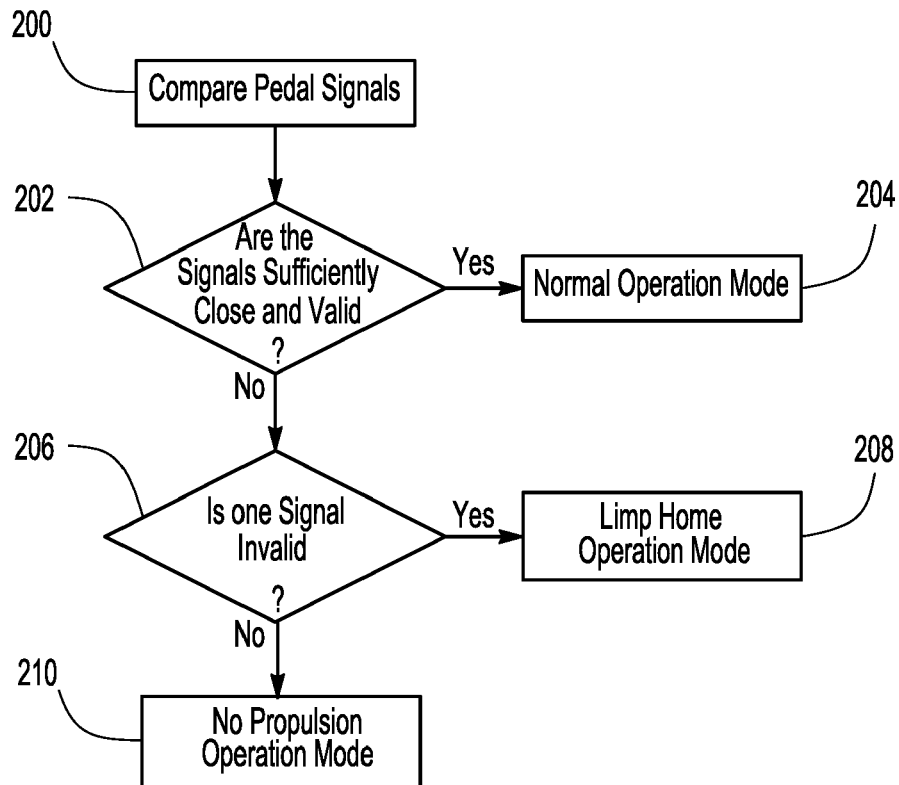 200
Compare Pedal Signals
202
Are the
Signals Sufficiently
Close and Valid
?
Yes
204
Normal Operation Mode
No
206
Is one Signal
Invalid
?
Yes
208
Limp Home
Operation Mode
No
210
No Propulsion
Operation Mode